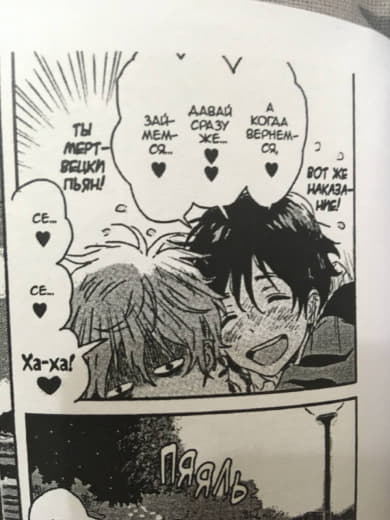 А
КОГДА
ВЕРНЕМ-
СЯ,
ДАВАЙ
СРАЗУ
ЖЕ...
ЗАЙ-
МЕМ-
СЯ...
ТЫ
МЕРТ-
ВЕЦКИ
ПЬЯН!
ВОТ ЖЕ
НАКАЗА-
НИЕ!
СЕ...
СЕ...
Ха-ха!
ПЯЯЛЬ